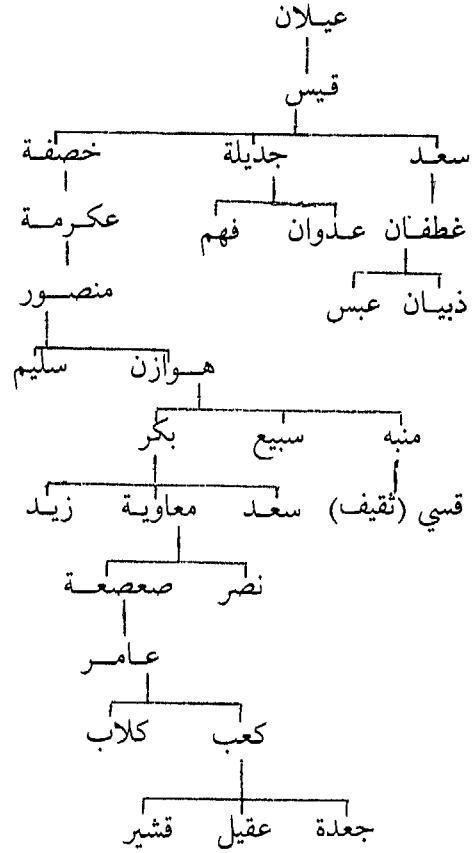 عيلان
قيس
سعد جديلة خصفة
غطفان عدوان فهم عكرمة
ذبيان عبس منصور
هوازن سليم
منبه سبيع بكر
قسي (ثقيف) سعد معاوية زيد
نصر صعصعة
عامر
كعب كلاب
جعدة عقيل قشير